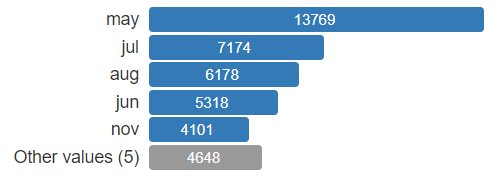 may 13769
jul 7174
aug 6178
jun 5318
nov 4101
Other values (5) 4648